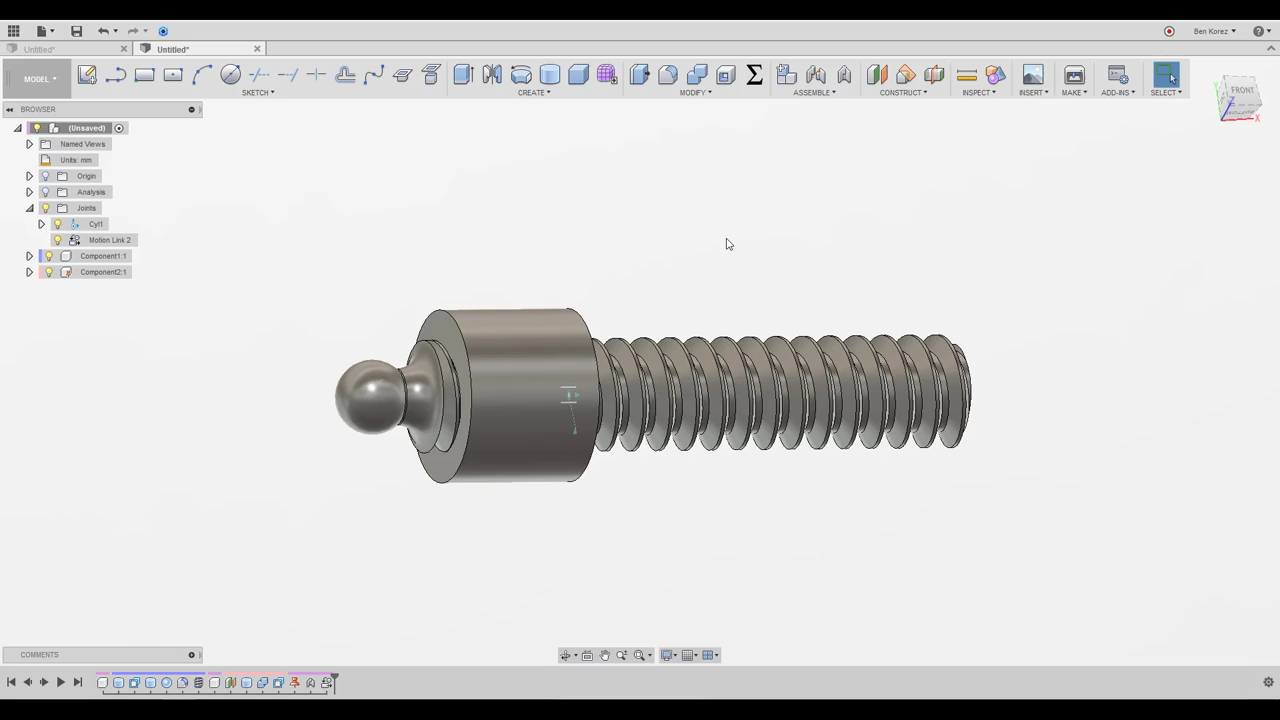 Ben Korez
Untitled*
Untitled*
MODEL
SKETCH
CREATE
MODIFY
ASSEMBLE
CONSTRUCT
INSPECT
INSERT
MAKE
ADD-INS
SELECT
FRONT
Y
Z
X
BROWSER
(Unsaved)
Named Views
Units: mm
Origin
Analysis
Joints
Cyl1
Motion Link 2
Component1:1
Component2:1
COMMENTS